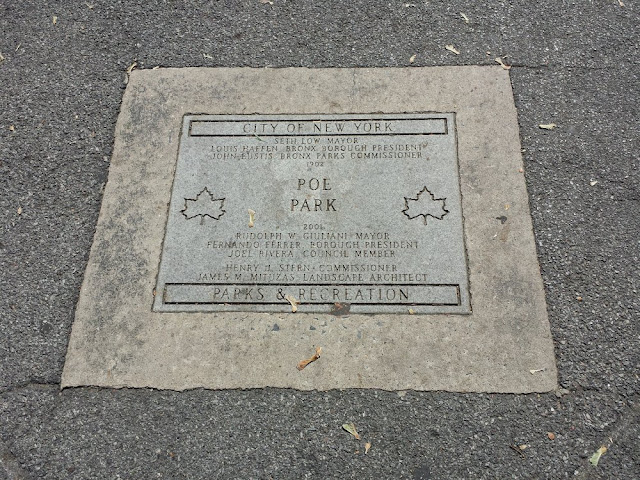 CITY OF NEW YORK
SETH LOW MAYOR
LOUIS HAFFEN, BRONX BOROUGH PRESIDENT
JOHN EUSTIS, BRONX PARKS COMMISSIONER
1902
POE
PARK
2001
RUDOLPH W. GIULIANI, MAYOR
FERNANDO FERRER, BOROUGH PRESIDENT
JOEL RIVERA, COUNCIL MEMBER
HENRY J. STERN, COMMISSIONER
JAMES M. MITUZAS, LANDSCAPE ARCHITECT
PARKS & RECREATION